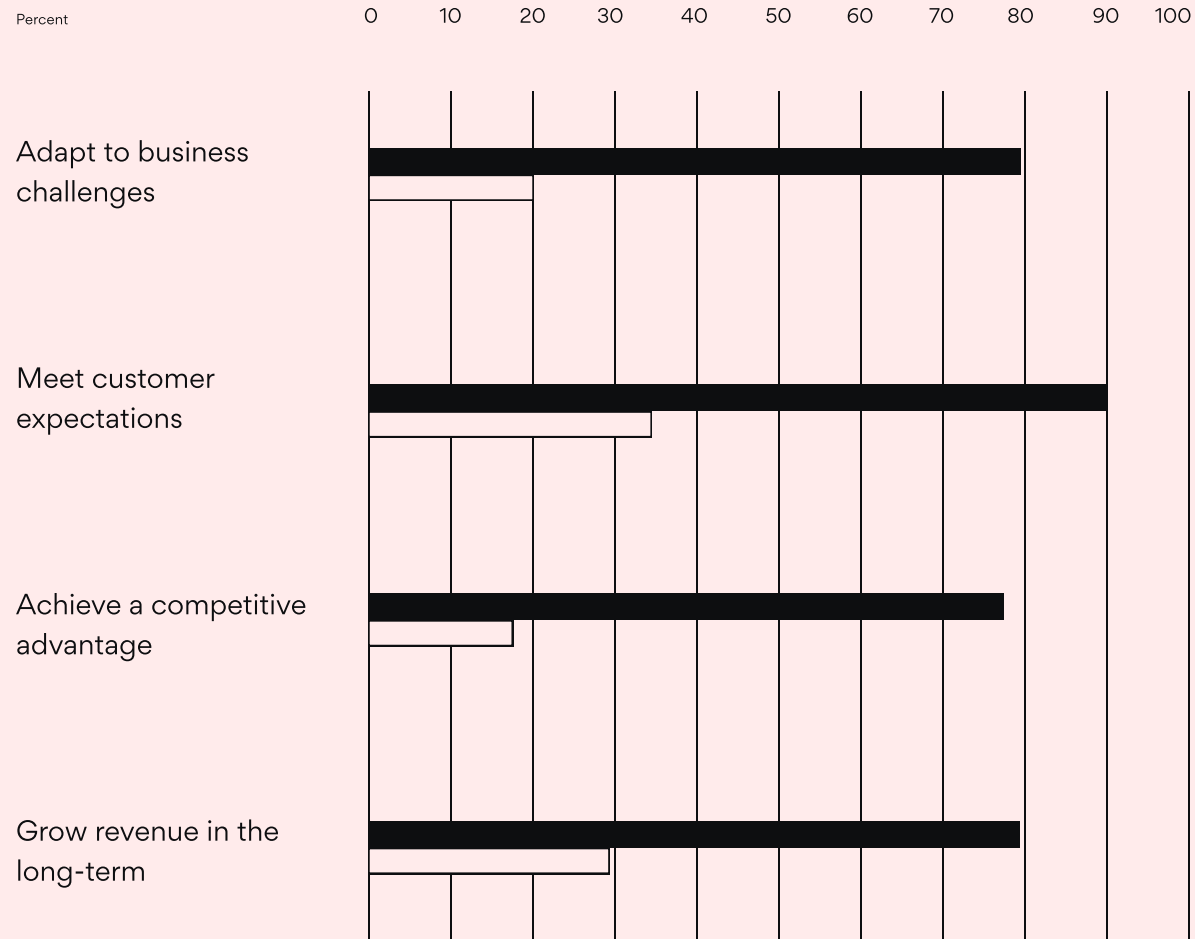 Percent 0 10 20 30 40 50 60 70 80 90 100
Adapt to business
challenges
Meet customer
expectations
Achieve a competitive
advantage
Grow revenue in the
long-term